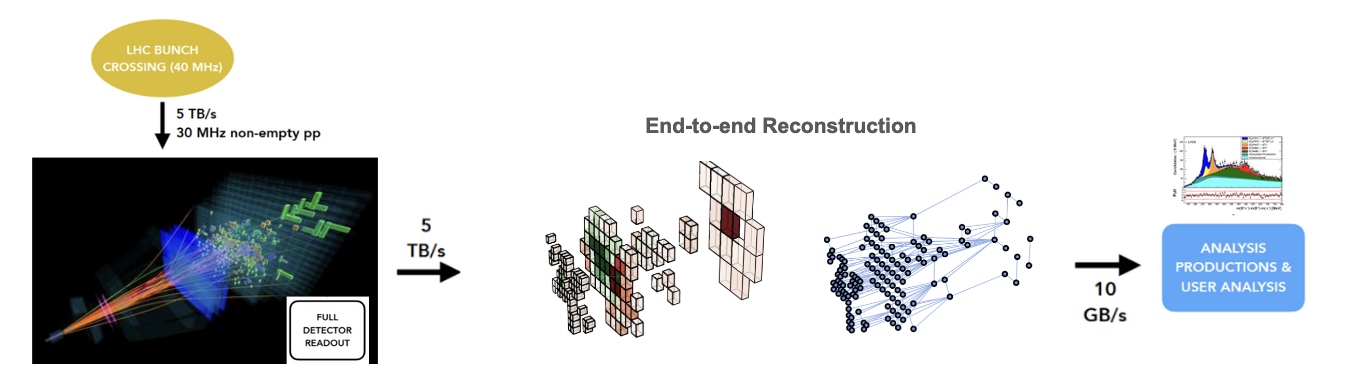 LHC BUNCH
CROSSING (40 MHz)
5 TB/s
30 MHz non-empty pp
FULL
DETECTOR
READOUT
5
TB/s
End-to-end Reconstruction
10
GB/s
ANALYSIS
PRODUCTIONS &
USER ANALYSIS